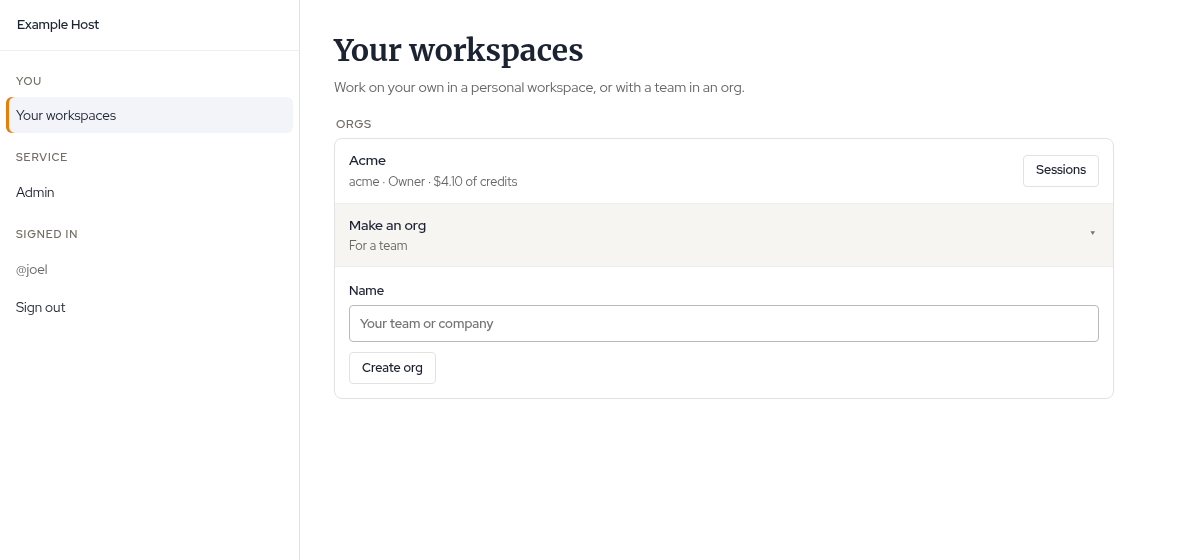 Example Host
YOU
Your workspaces
SERVICE
Admin
SIGNED IN
@joel
Sign out
Your workspaces
Work on your own in a personal workspace, or with a team in an org.
ORGS
Acme
acme · Owner · $4.10 of credits
Sessions
Make an org
For a team
Name
Your team or company
Create org